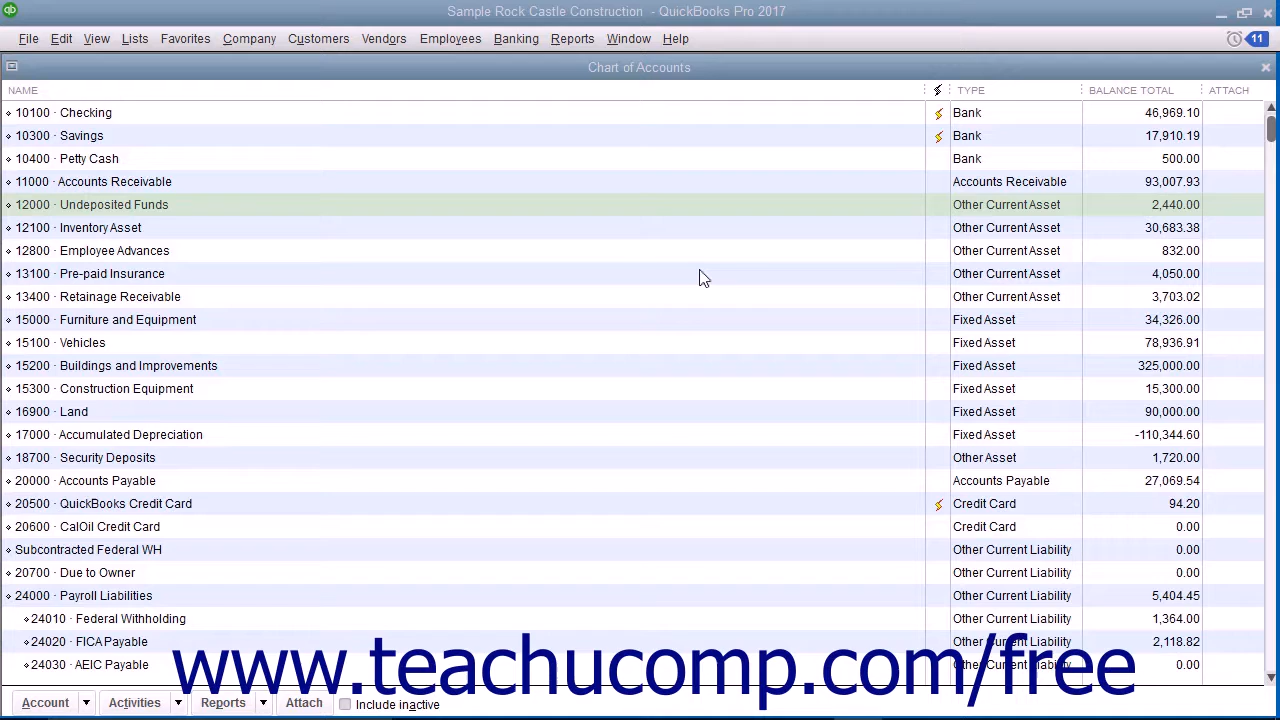 Sample Rock Castle Construction - QuickBooks Pro 2017
File Edit View Lists Favorites Company Customers Vendors Employees Banking Reports Window Help 11
Chart of Accounts
NAME TYPE BALANCE TOTAL ATTACH
10100 · Checking Bank 46,969.10
10300 · Savings Bank 17,910.19
10400 · Petty Cash Bank 500.00
11000 · Accounts Receivable Accounts Receivable 93,007.93
12000 · Undeposited Funds Other Current Asset 2,440.00
12100 · Inventory Asset Other Current Asset 30,683.38
12800 · Employee Advances Other Current Asset 832.00
13100 · Pre-paid Insurance Other Current Asset 4,050.00
13400 · Retainage Receivable Other Current Asset 3,703.02
15000 · Furniture and Equipment Fixed Asset 34,326.00
15100 · Vehicles Fixed Asset 78,936.91
15200 · Buildings and Improvements Fixed Asset 325,000.00
15300 · Construction Equipment Fixed Asset 15,300.00
16900 · Land Fixed Asset 90,000.00
17000 · Accumulated Depreciation Fixed Asset -110,344.60
18700 · Security Deposits Other Asset 1,720.00
20000 · Accounts Payable Accounts Payable 27,069.54
20500 · QuickBooks Credit Card Credit Card 94.20
20600 · CalOil Credit Card Credit Card 0.00
Subcontracted Federal WH Other Current Liability 0.00
20700 · Due to Owner Other Current Liability 0.00
24000 · Payroll Liabilities Other Current Liability 5,404.45
24010 · Federal Withholding Other Current Liability 1,364.00
24020 · FICA Payable Other Current Liability 2,118.82
24030 · AEIC Payable Other Current Liability 0.00
www.teachucomp.com/free
Account Activities Reports Attach Include inactive